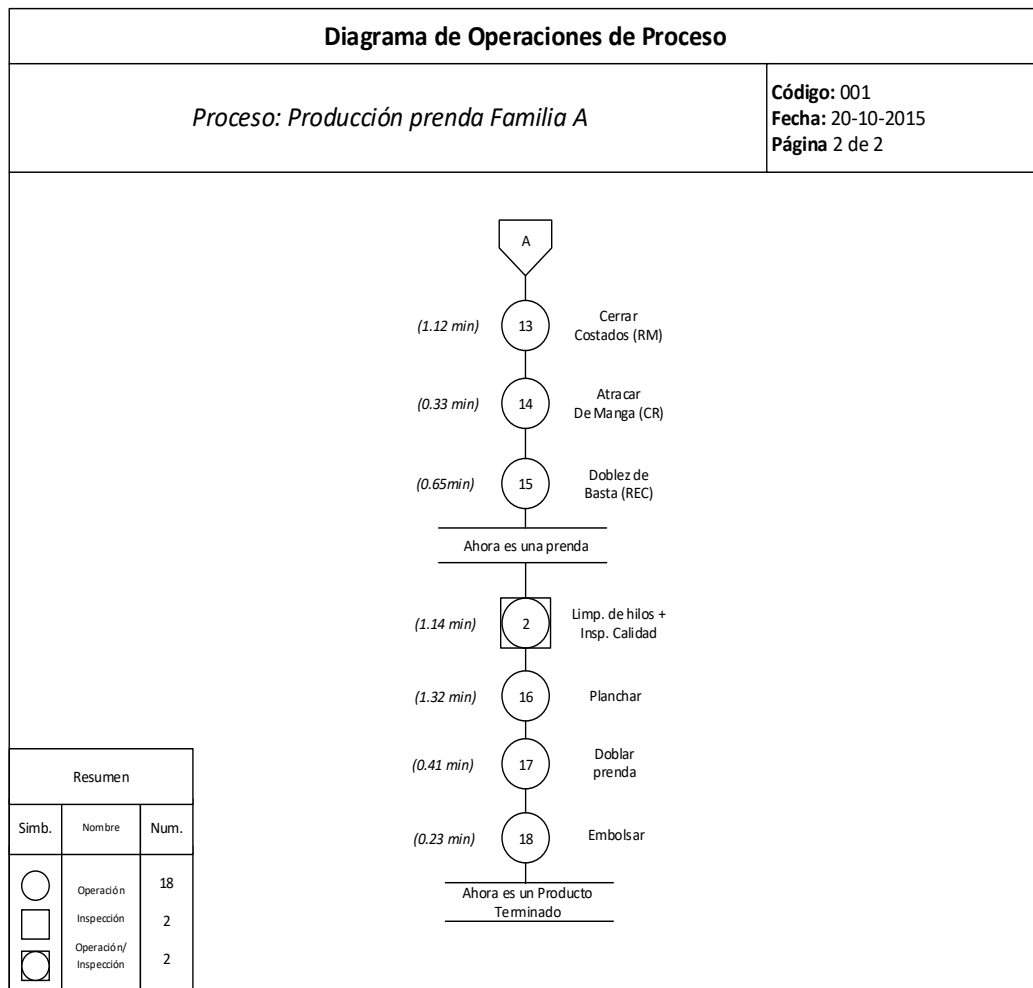 Diagrama de Operaciones de Proceso
Proceso: Producción prenda Familia A
Código: 001
Fecha: 20-10-2015
Página 2 de 2
A
(1.12 min)
13
Cerrar
Costados (RM)
(0.33 min)
14
Atracar
De Manga (CR)
(0.65min)
15
Doblez de
Basta (REC)
Ahora es una prenda
(1.14 min)
2
Limp. de hilos +
Insp. Calidad
(1.32 min)
16
Planchar
(0.41 min)
17
Doblar
prenda
(0.23 min)
18
Embolsar
Ahora es un Producto
Terminado
Resumen
Simb.
Nombre
Num.
Operación
18
Inspección
2
Operación/
Inspección
2